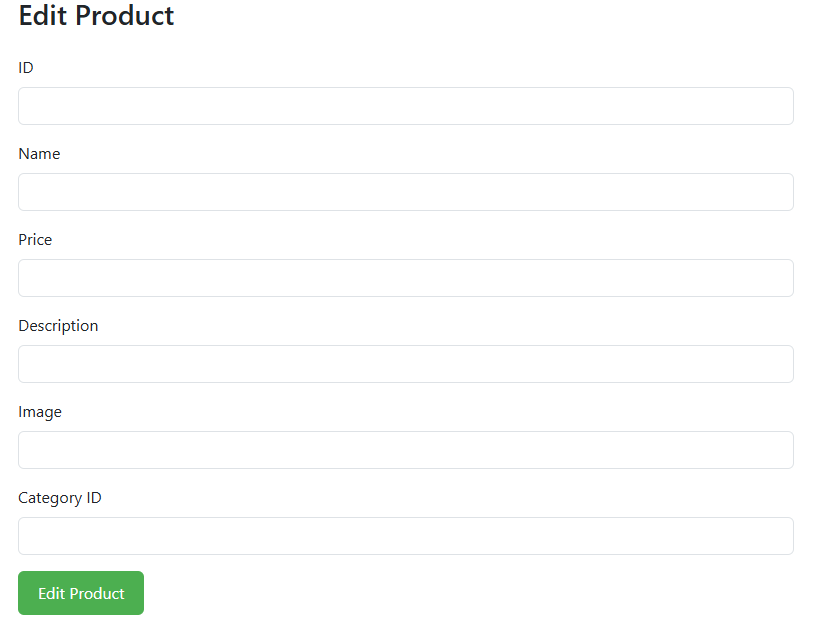 Edit Product
ID
Name
Price
Description
Image
Category ID
Edit Product